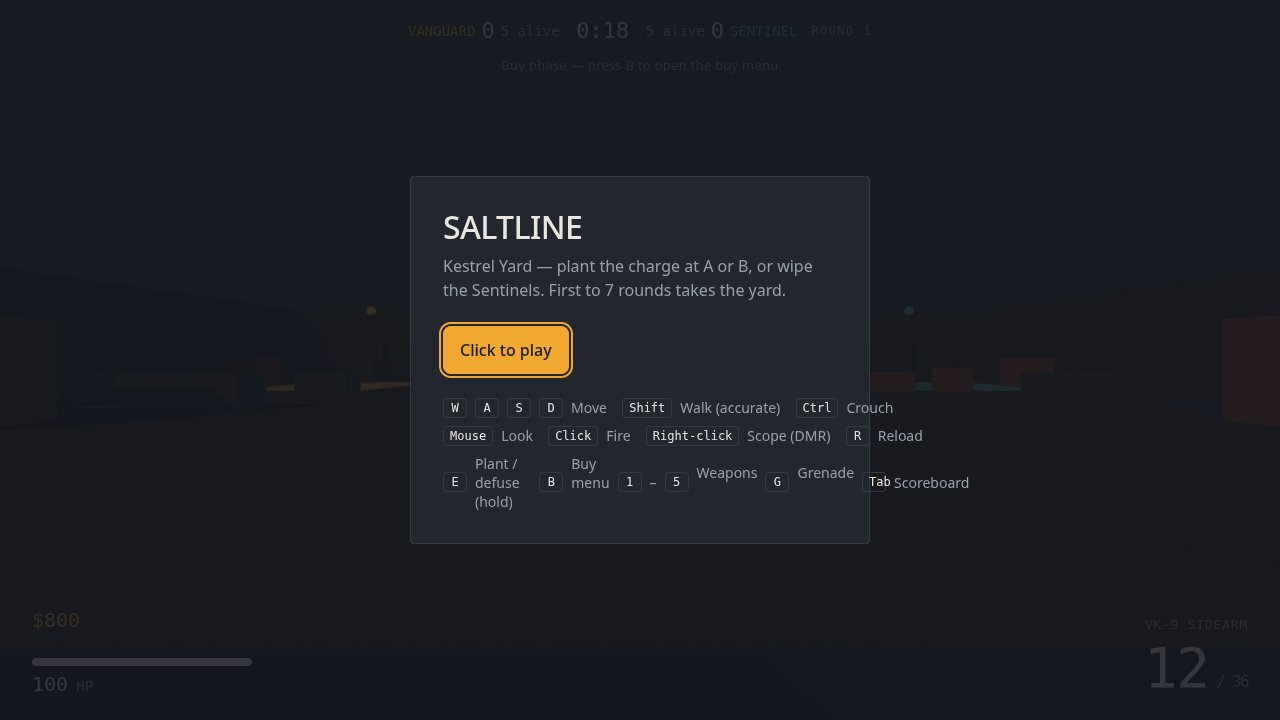 VANGUARD 0 5 alive 0:18 5 alive 0 SENTINEL ROUND 1
Buy phase — press B to open the buy menu
SALTLINE
Kestrel Yard — plant the charge at A or B, or wipe
the Sentinels. First to 7 rounds takes the yard.
Click to play
W A S D Move Shift Walk (accurate) Ctrl Crouch
Mouse Look Click Fire Right-click Scope (DMR) R Reload
E Plant / defuse (hold) B Buy menu 1 – 5 Weapons G Grenade Tab Scoreboard
$800
100 HP
VK-9 SIDEARM
12 / 36